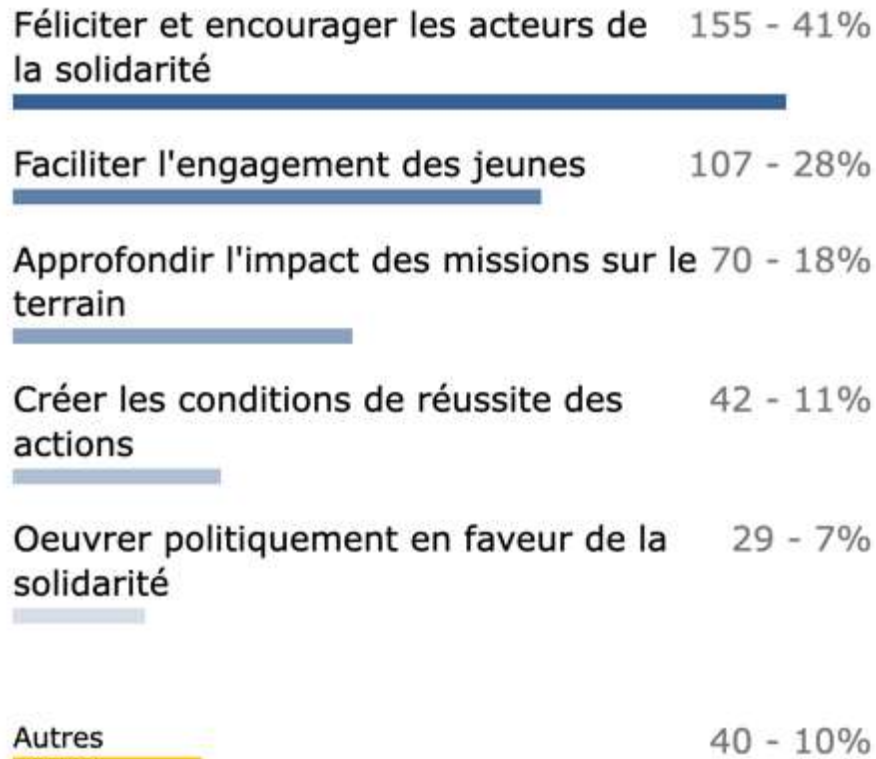 Féliciter et encourager les acteurs de 155 - 41%
la solidarité
Faciliter l'engagement des jeunes 107 - 28%
Approfondir l'impact des missions sur le 70 - 18%
terrain
Créer les conditions de réussite des 42 - 11%
actions
Oeuvrer politiquement en faveur de la 29 - 7%
solidarité
Autres 40 - 10%